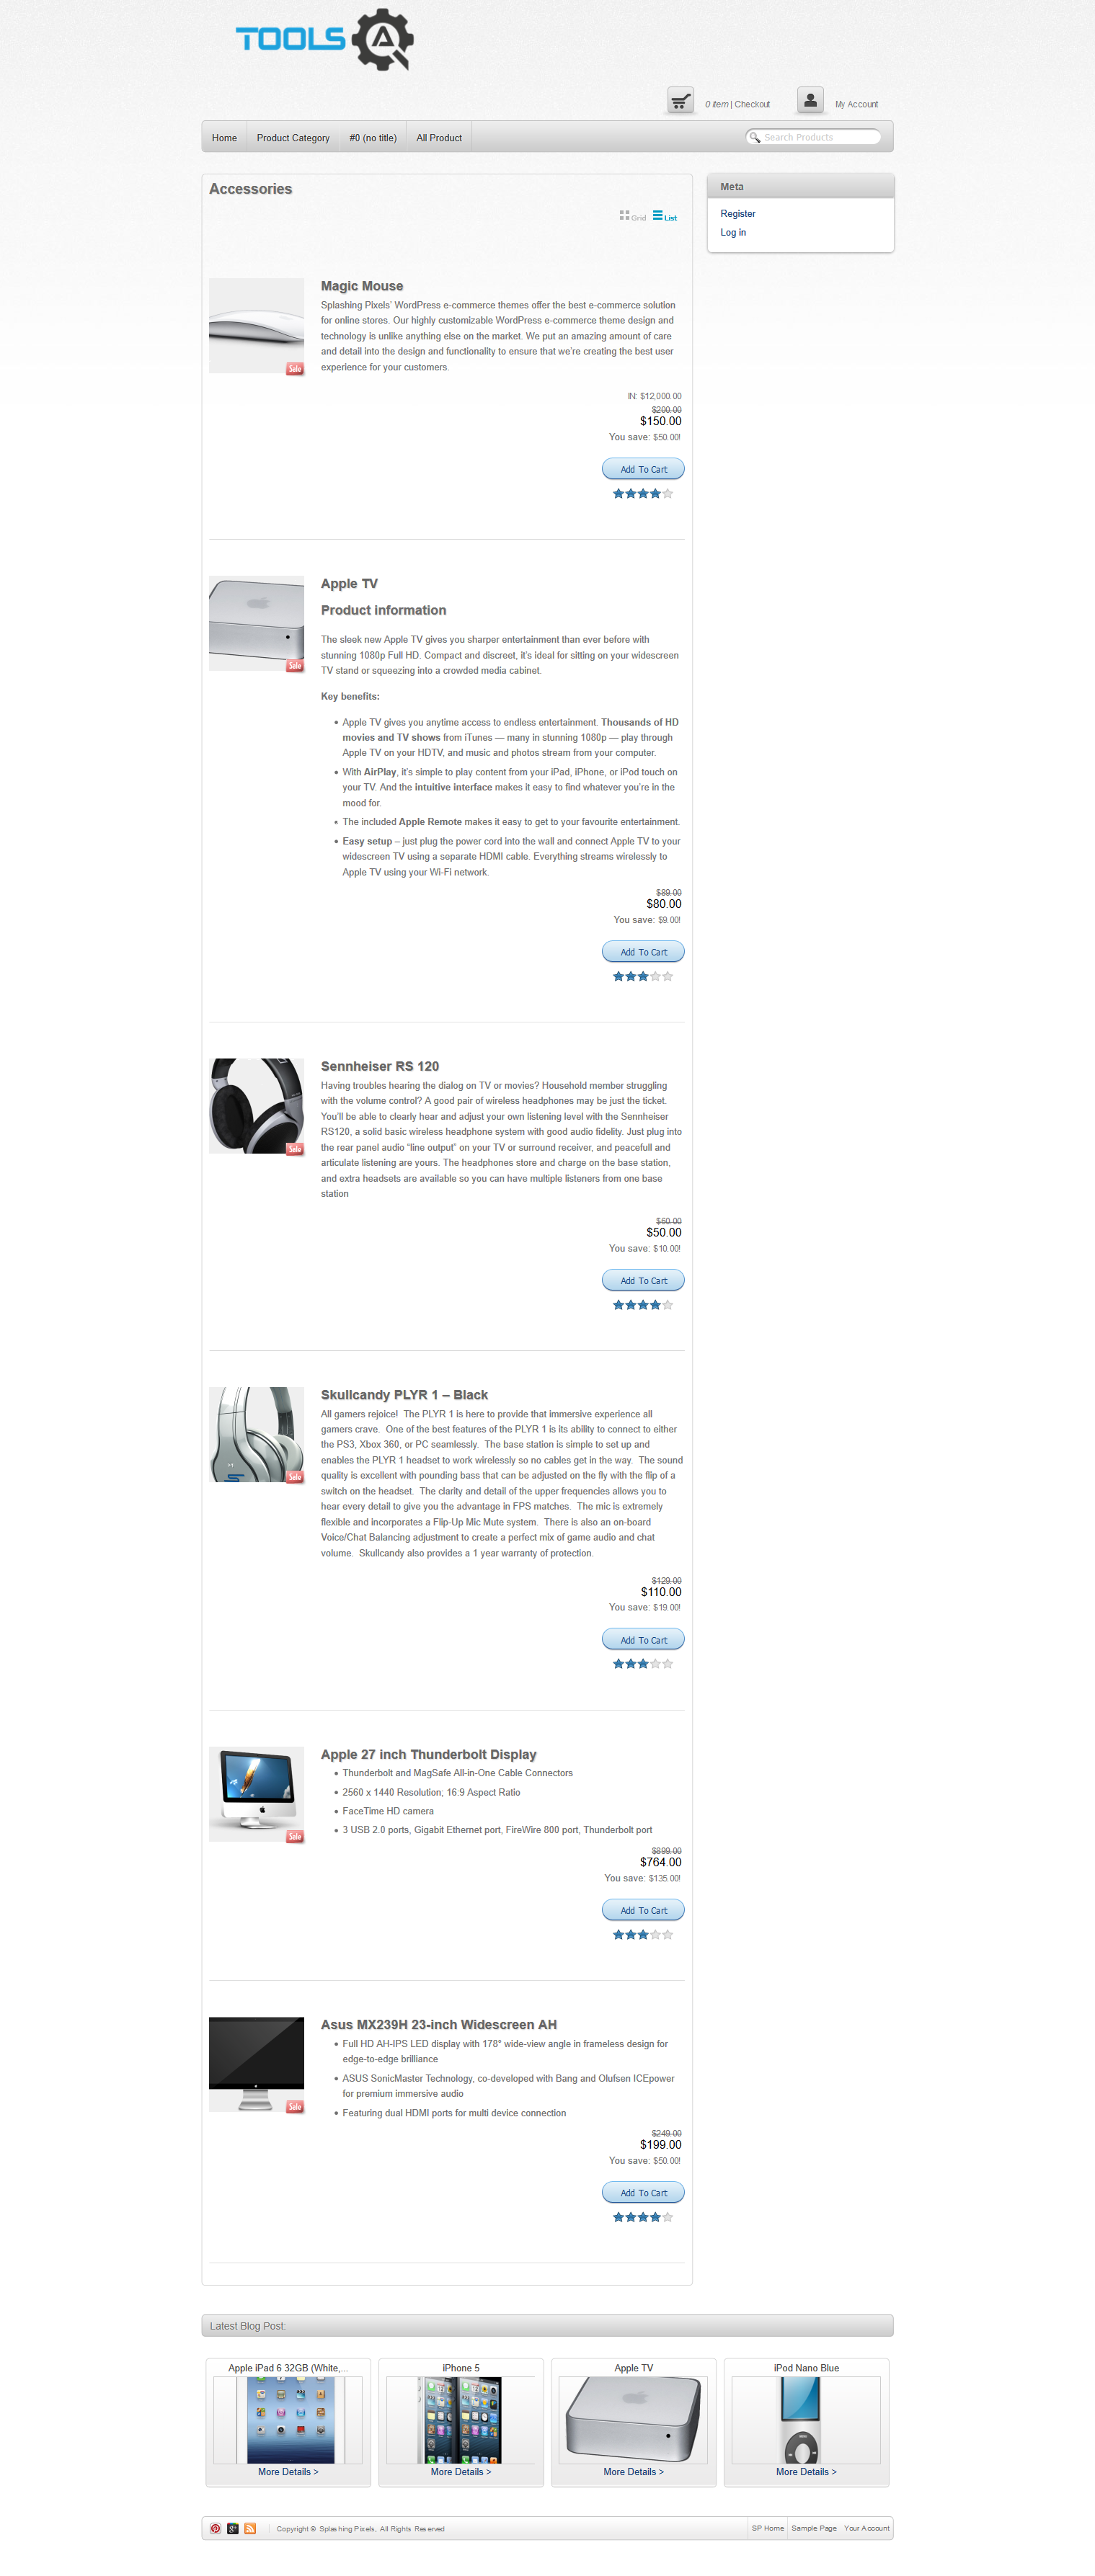 TOOLS QA
0 item | Checkout
My Account
Home
Product Category
#0 (no title)
All Product
Search Products
Accessories
Grid
List
Meta
Register
Log in
Sale
Magic Mouse
Splashing Pixels' WordPress e-commerce themes offer the best e-commerce solution
for online stores. Our highly customizable WordPress e-commerce theme design and
technology is unlike anything else on the market. We put an amazing amount of care
and detail into the design and functionality to ensure that we're creating the best user
experience for your customers.
IN: $12,000.00
$200.00
$150.00
You save: $50.00!
Add To Cart
Sale
Apple TV
Product information
The sleek new Apple TV gives you sharper entertainment than ever before with
stunning 1080p Full HD. Compact and discreet, it's ideal for sitting on your widescreen
TV stand or squeezing into a crowded media cabinet.
Key benefits:
Apple TV gives you anytime access to endless entertainment. Thousands of HD
movies and TV shows from iTunes — many in stunning 1080p — play through
Apple TV on your HDTV, and music and photos stream from your computer.
With AirPlay, it's simple to play content from your iPad, iPhone, or iPod touch on
your TV. And the intuitive interface makes it easy to find whatever you're in the
mood for.
The included Apple Remote makes it easy to get to your favourite entertainment.
Easy setup – just plug the power cord into the wall and connect Apple TV to your
widescreen TV using a separate HDMI cable. Everything streams wirelessly to
Apple TV using your Wi-Fi network.
$89.00
$80.00
You save: $9.00!
Add To Cart
Sale
Sennheiser RS 120
Having troubles hearing the dialog on TV or movies? Household member struggling
with the volume control? A good pair of wireless headphones may be just the ticket.
You'll be able to clearly hear and adjust your own listening level with the Sennheiser
RS120, a solid basic wireless headphone system with good audio fidelity. Just plug into
the rear panel audio “line output” on your TV or surround receiver, and peacefull and
articulate listening are yours. The headphones store and charge on the base station,
and extra headsets are available so you can have multiple listeners from one base
station
$60.00
$50.00
You save: $10.00!
Add To Cart
Sale
Skullcandy PLYR 1 – Black
All gamers rejoice!  The PLYR 1 is here to provide that immersive experience all
gamers crave.  One of the best features of the PLYR 1 is its ability to connect to either
the PS3, Xbox 360, or PC seamlessly.  The base station is simple to set up and
enables the PLYR 1 headset to work wirelessly so no cables get in the way.  The sound
quality is excellent with pounding bass that can be adjusted on the fly with the flip of a
switch on the headset.  The clarity and detail of the upper frequencies allows you to
hear every detail to give you the advantage in FPS matches.  The mic is extremely
flexible and incorporates a Flip-Up Mic Mute system.  There is also an on-board
Voice/Chat Balancing adjustment to create a perfect mix of game audio and chat
volume.  Skullcandy also provides a 1 year warranty of protection.
$129.00
$110.00
You save: $19.00!
Add To Cart
Sale
Apple 27 inch Thunderbolt Display
Thunderbolt and MagSafe All-in-One Cable Connectors
2560 x 1440 Resolution; 16:9 Aspect Ratio
FaceTime HD camera
3 USB 2.0 ports, Gigabit Ethernet port, FireWire 800 port, Thunderbolt port
$899.00
$764.00
You save: $135.00!
Add To Cart
Sale
Asus MX239H 23-inch Widescreen AH
Full HD AH-IPS LED display with 178° wide-view angle in frameless design for
edge-to-edge brilliance
ASUS SonicMaster Technology, co-developed with Bang and Olufsen ICEpower
for premium immersive audio
Featuring dual HDMI ports for multi device connection
$249.00
$199.00
You save: $50.00!
Add To Cart
Latest Blog Post:
Apple iPad 6 32GB (White,...
iPhone 5
Apple TV
iPod Nano Blue
More Details >
More Details >
More Details >
More Details >
Copyright © Splashing Pixels, All Rights Reserved
SP Home
Sample Page
Your Account